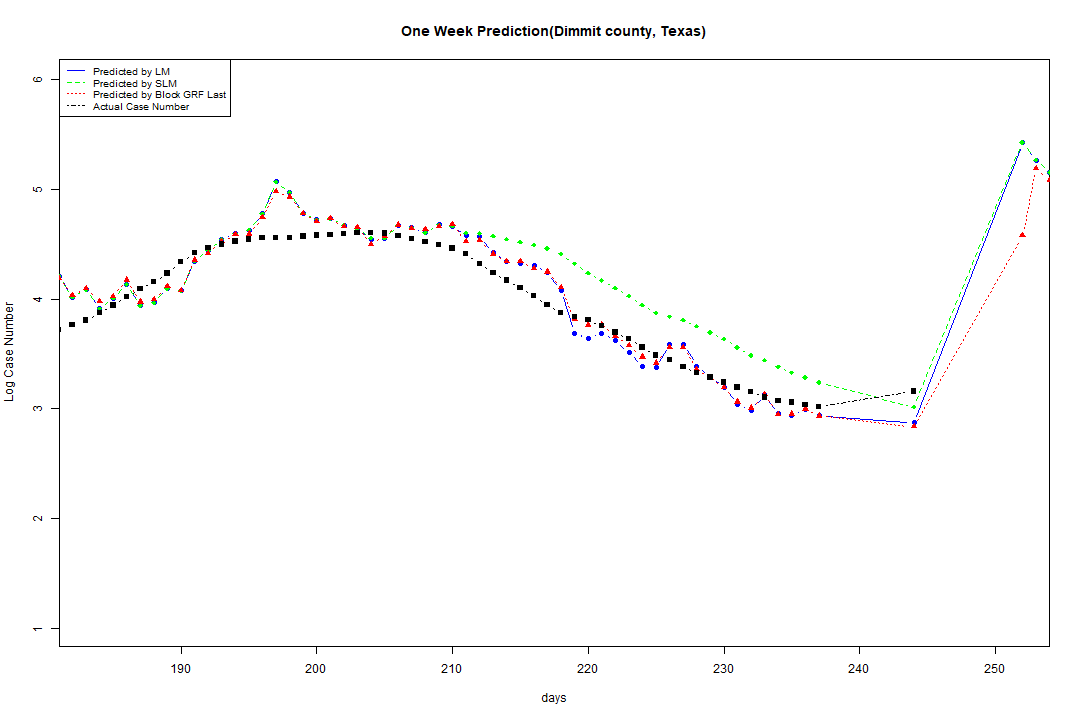 One Week Prediction(Dimmit county, Texas)
Predicted by LM
Predicted by SLM
Predicted by Block GRF Last
Actual Case Number
Log Case Number
6
5
4
3
2
1
190 200 210 220 230 240 250
days